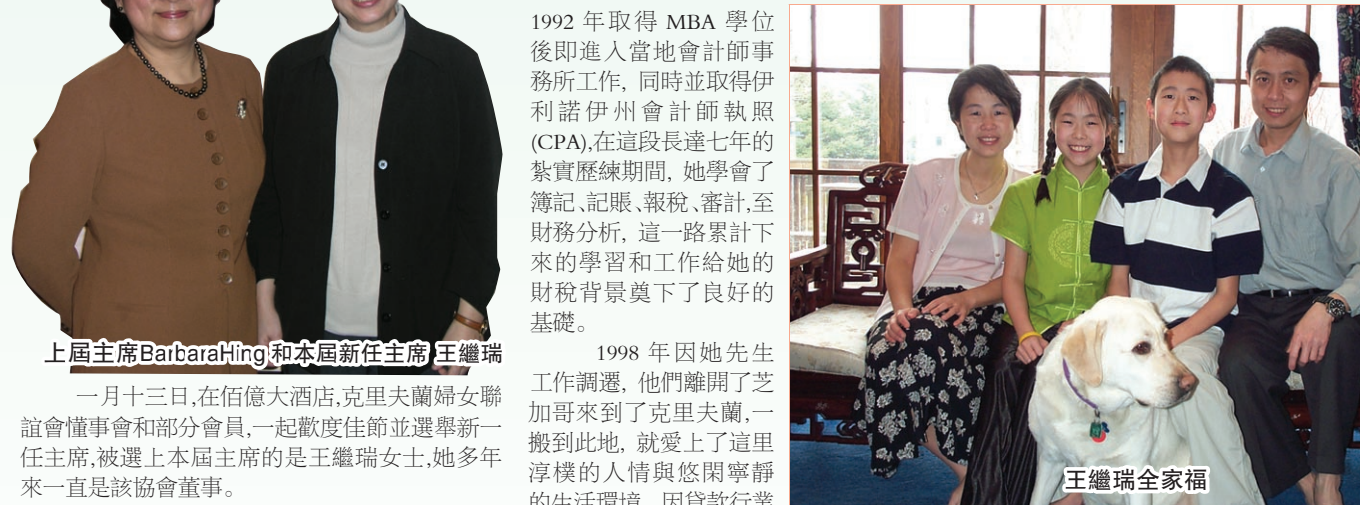 上屆主席BarbaraHing 和本屆新任主席 王繼瑞
一月十三日,在佰億大酒店,克里夫蘭婦女聯
誼會懂事會和部分會員,一起歡度佳節並選舉新一
任主席,被選上本屆主席的是王繼瑞女士,她多年
來一直是該協會董事。
1992 年取得 MBA 學位
後即進入當地會計師事
務所工作, 同時並取得伊
利諾伊州會計師執照
(CPA),在這段長達七年的
紮實歷練期間, 她學會了
簿記、記賬、報稅、審計,至
財務分析, 這一路累計下
來的學習和工作給她的
財稅背景奠下了良好的
基礎。
1998 年因她先生
工作調遷, 他們離開了芝
加哥來到了克里夫蘭,一
搬到此地, 就愛上了這里
淳樸的人情與悠閑寧靜
的生活環境。因貸款行業
王繼瑞全家福